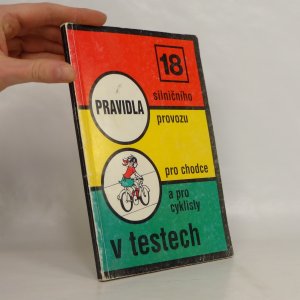 18
silničního
PRAVIDLA
provozu
pro chodce
a pro
cyklisty
v testech